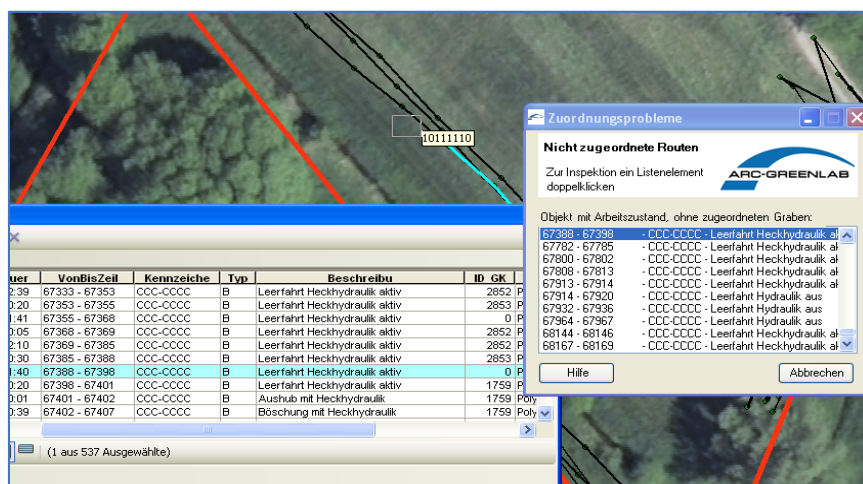 10111110
Zuordnungsprobleme
Nicht zugeordnete Routen
Zur Inspektion ein Listenelement
doppelklicken
ARC-GREENLAB
Objekt mit Arbeitszustand, ohne zugeordneten Graben:
67388 - 67398 - CCC-CCCC - Leerfahrt Heckhydraulik ak
67782 - 67785 - CCC-CCCC - Leerfahrt Heckhydraulik ak
67800 - 67802 - CCC-CCCC - Leerfahrt Heckhydraulik ak
67808 - 67813 - CCC-CCCC - Leerfahrt Heckhydraulik ak
67913 - 67914 - CCC-CCCC - Leerfahrt Heckhydraulik ak
67914 - 67920 - CCC-CCCC - Leerfahrt Hydraulik aus
67932 - 67936 - CCC-CCCC - Leerfahrt Hydraulik aus
67964 - 67967 - CCC-CCCC - Leerfahrt Hydraulik aus
68144 - 68146 - CCC-CCCC - Leerfahrt Heckhydraulik ak
68167 - 68169 - CCC-CCCC - Leerfahrt Heckhydraulik ak
Hilfe Abbrechen
uer VonBisZeil Kennzeiche Typ Beschreibu ID_GK
2:39 67333 - 67353 CCC-CCCC B Leerfahrt Heckhydraulik aktiv 2852 P
0:20 67353 - 67355 CCC-CCCC B Leerfahrt Heckhydraulik aktiv 2853 P
1:41 67355 - 67368 CCC-CCCC B Leerfahrt Heckhydraulik aktiv 0 P
0:05 67368 - 67369 CCC-CCCC B Leerfahrt Heckhydraulik aktiv 2852 P
2:10 67369 - 67385 CCC-CCCC B Leerfahrt Heckhydraulik aktiv 2852 P
0:30 67385 - 67388 CCC-CCCC B Leerfahrt Heckhydraulik aktiv 2853 P
1:40 67388 - 67398 CCC-CCCC B Leerfahrt Heckhydraulik aktiv 0 P
0:20 67398 - 67401 CCC-CCCC B Leerfahrt Heckhydraulik aktiv 1759 P
0:01 67401 - 67402 CCC-CCCC B Aushub mit Heckhydraulik 1759 Poly
0:39 67402 - 67407 CCC-CCCC B Böschung mit Heckhydraulik 1759 Poly
(1 aus 537 Ausgewählte)